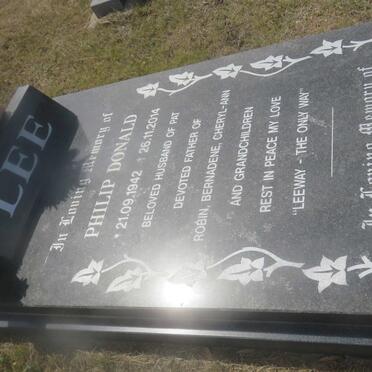 LEE
In Loving Memory of
PHILIP DONALD
* 21.09.1942 † 26.11.2014
BELOVED HUSBAND OF PAT
DEVOTED FATHER OF
ROBIN, BERNADENE, CHERYL-ANN
AND GRANDCHILDREN
REST IN PEACE MY LOVE
"LEEWAY - THE ONLY WAY"
In Loving Memory of